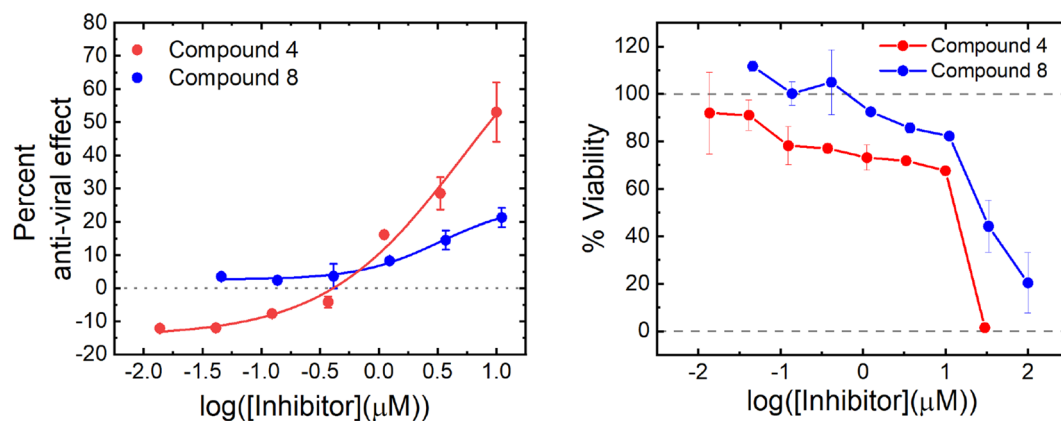 80
70
60
50
40
30
20
10
0
-10
-20
Percent
anti-viral effect
Compound 4
Compound 8
-2.0 -1.5 -1.0 -0.5 0.0 0.5 1.0
log([Inhibitor](μM))
120
100
80
60
40
20
0
% Viability
Compound 4
Compound 8
-2 -1 0 1 2
log([Inhibitor](μM))